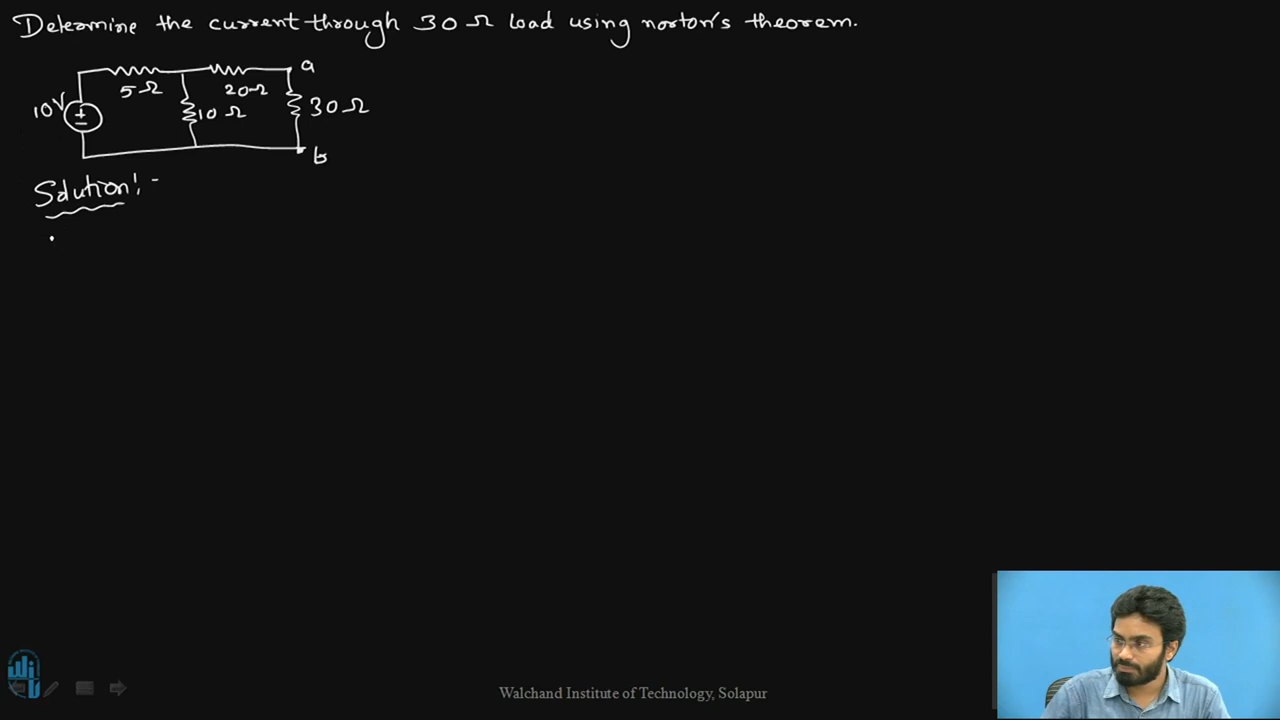 Determine the current through 30 Ω load using norton's theorem.
a
5 Ω
20Ω
10V
10 Ω
30 Ω
b
Solution:-
Walchand Institute of Technology, Solapur